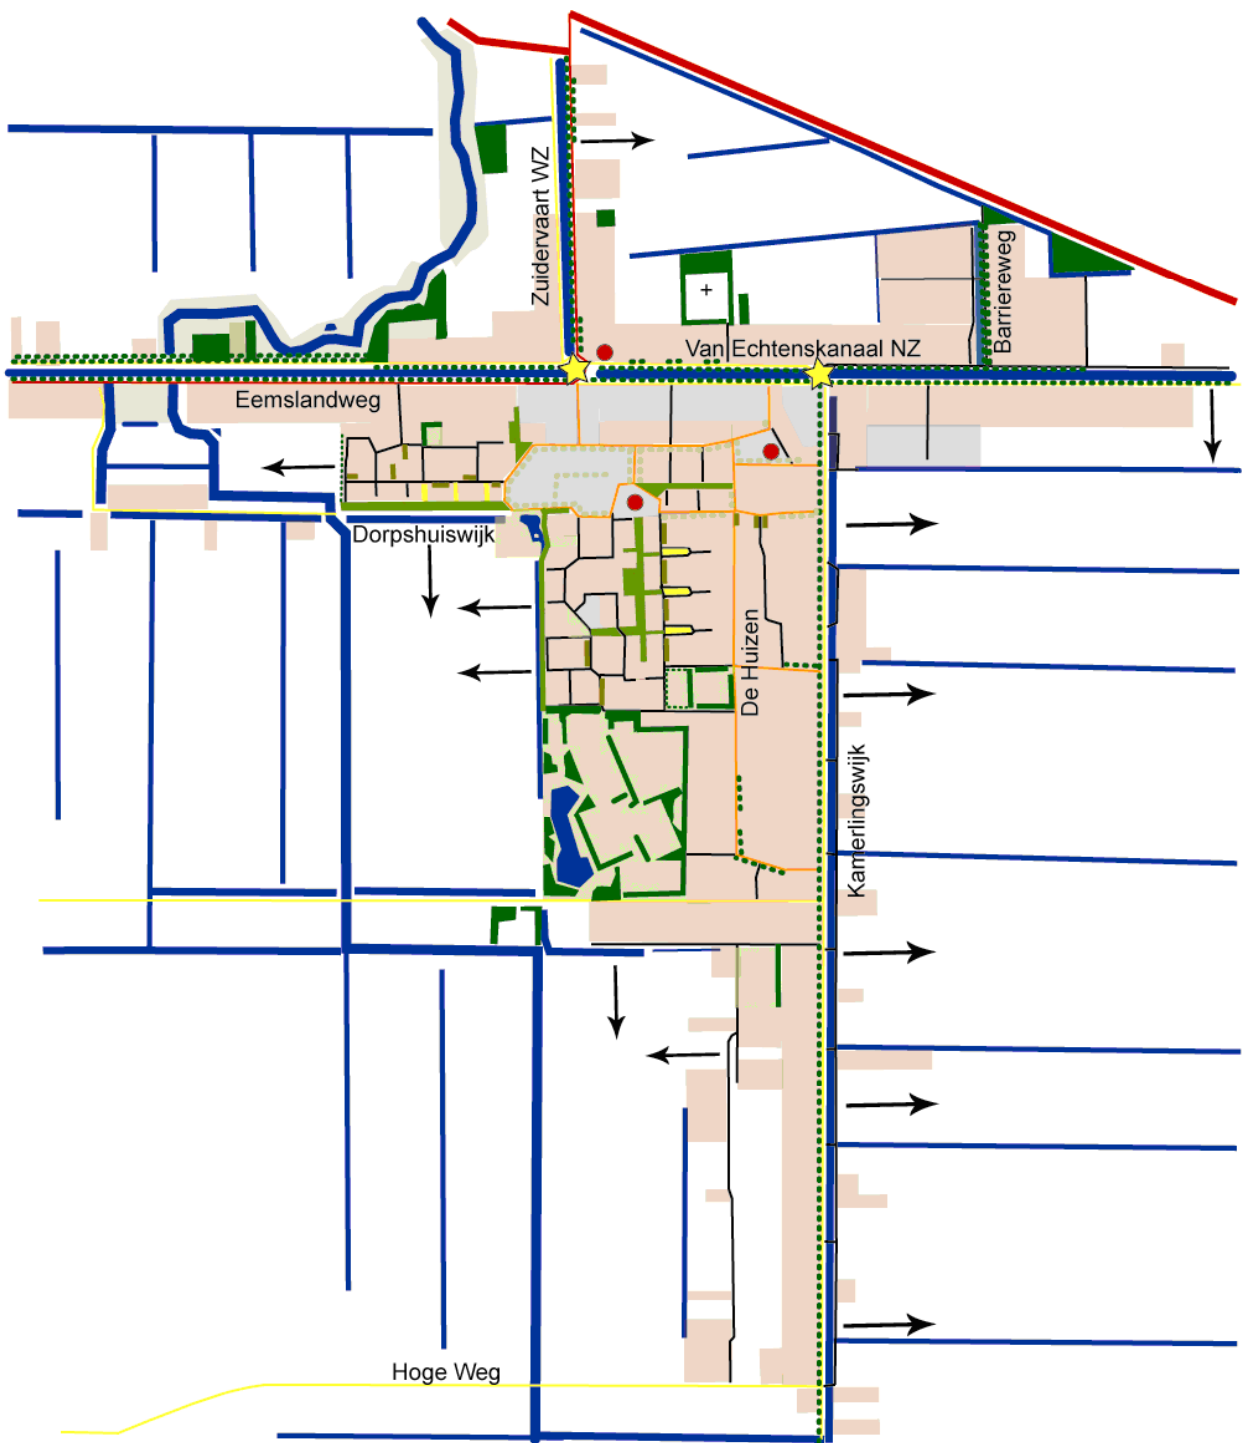 Zuidervaart WZ
Barriereweg
Van Echtenskanaal NZ
Eemslandweg
Dorpshuiswijk
De Huizen
Kamerlingswijk
Hoge Weg